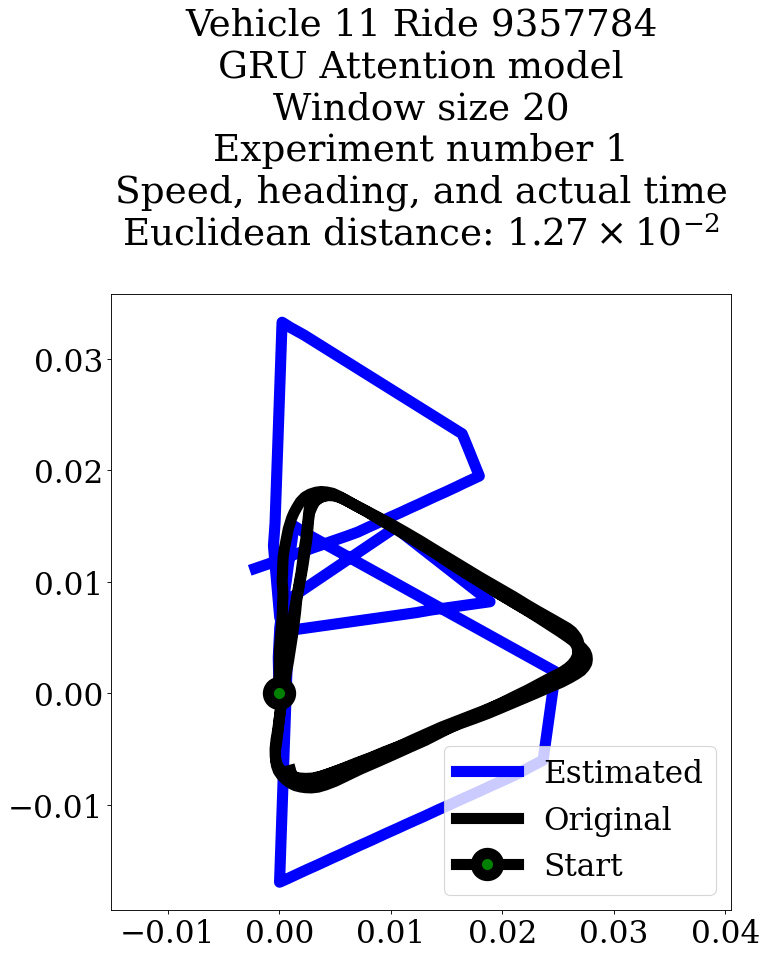 Vehicle 11 Ride 9357784
GRU Attention model
Window size 20
Experiment number 1
Speed, heading, and actual time
Euclidean distance: 1.27 × 10⁻²
0.03
0.02
0.01
0.00
−0.01
Estimated
Original
Start
−0.01 0.00 0.01 0.02 0.03 0.04